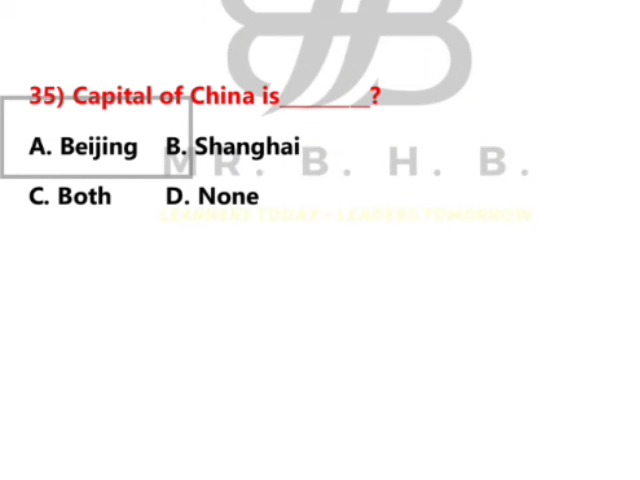 35) Capital of China is________?
A. Beijing B. Shanghai
MR. B. H. B.
C. Both D. None
LEARNERS TODAY - LEADERS TOMORROW